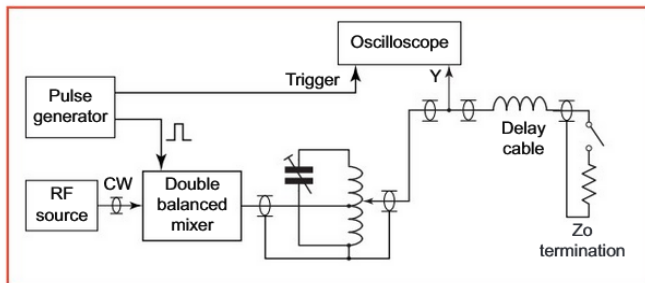 Oscilloscope
Trigger
Y
Pulse
generator
Delay
cable
CW
RF
source
Double
balanced
mixer
Zo
termination